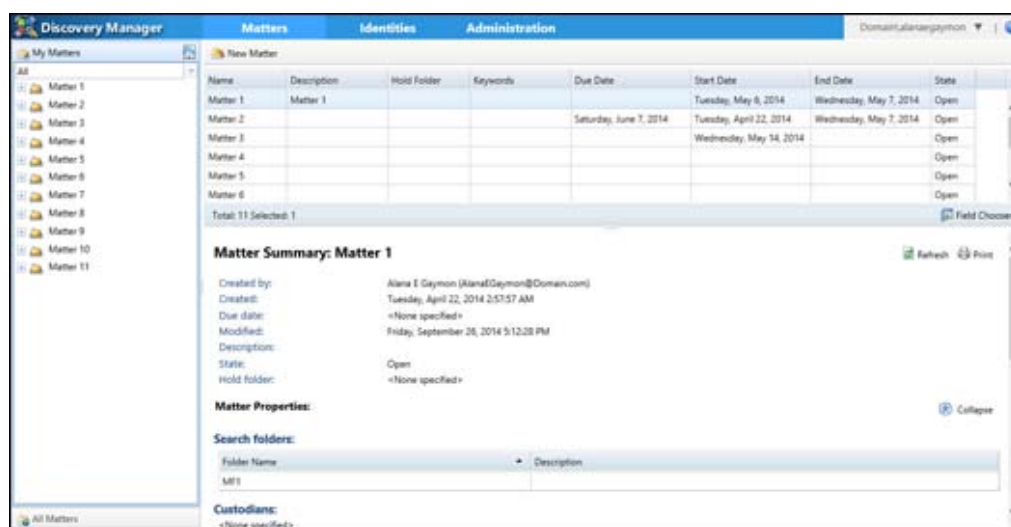 Discovery Manager Matters Identities Administration Domain\alanaegaymon
My Matters
All
Matter 1
Matter 2
Matter 3
Matter 4
Matter 5
Matter 6
Matter 7
Matter 8
Matter 9
Matter 10
Matter 11
All Matters
New Matter
Name Description Hold Folder Keywords Due Date Start Date End Date State
Matter 1 Matter 1 Tuesday, May 6, 2014 Wednesday, May 7, 2014 Open
Matter 2 Saturday, June 7, 2014 Tuesday, April 22, 2014 Wednesday, May 7, 2014 Open
Matter 3 Wednesday, May 14, 2014 Open
Matter 4 Open
Matter 5 Open
Matter 6 Open
Total: 11 Selected: 1 Field Chooser
Matter Summary: Matter 1 Refresh Print
Created by: Alana E Gaymon (AlanaEGaymon@Domain.com)
Created: Tuesday, April 22, 2014 2:57:57 AM
Due date: <None specified>
Modified: Friday, September 26, 2014 5:12:28 PM
Description:
State: Open
Hold folder: <None specified>
Matter Properties: Collapse
Search folders:
Folder Name Description
MF1
Custodians:
<None specified>